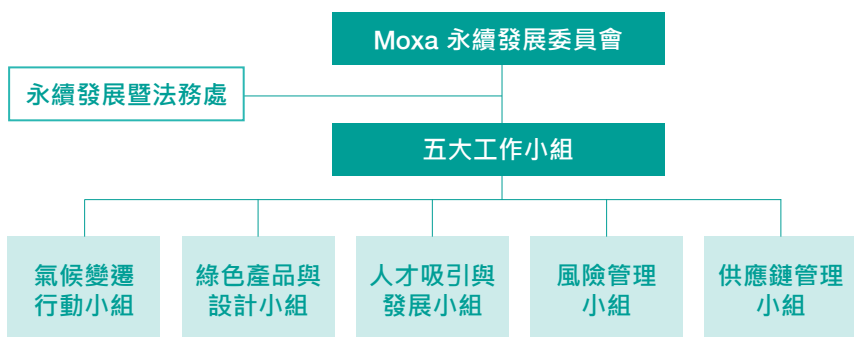 Moxa 永續發展委員會
永續發展暨法務處
五大工作小組
氣候變遷
行動小組
綠色產品與
設計小組
人才吸引與
發展小組
風險管理
小組
供應鏈管理
小組